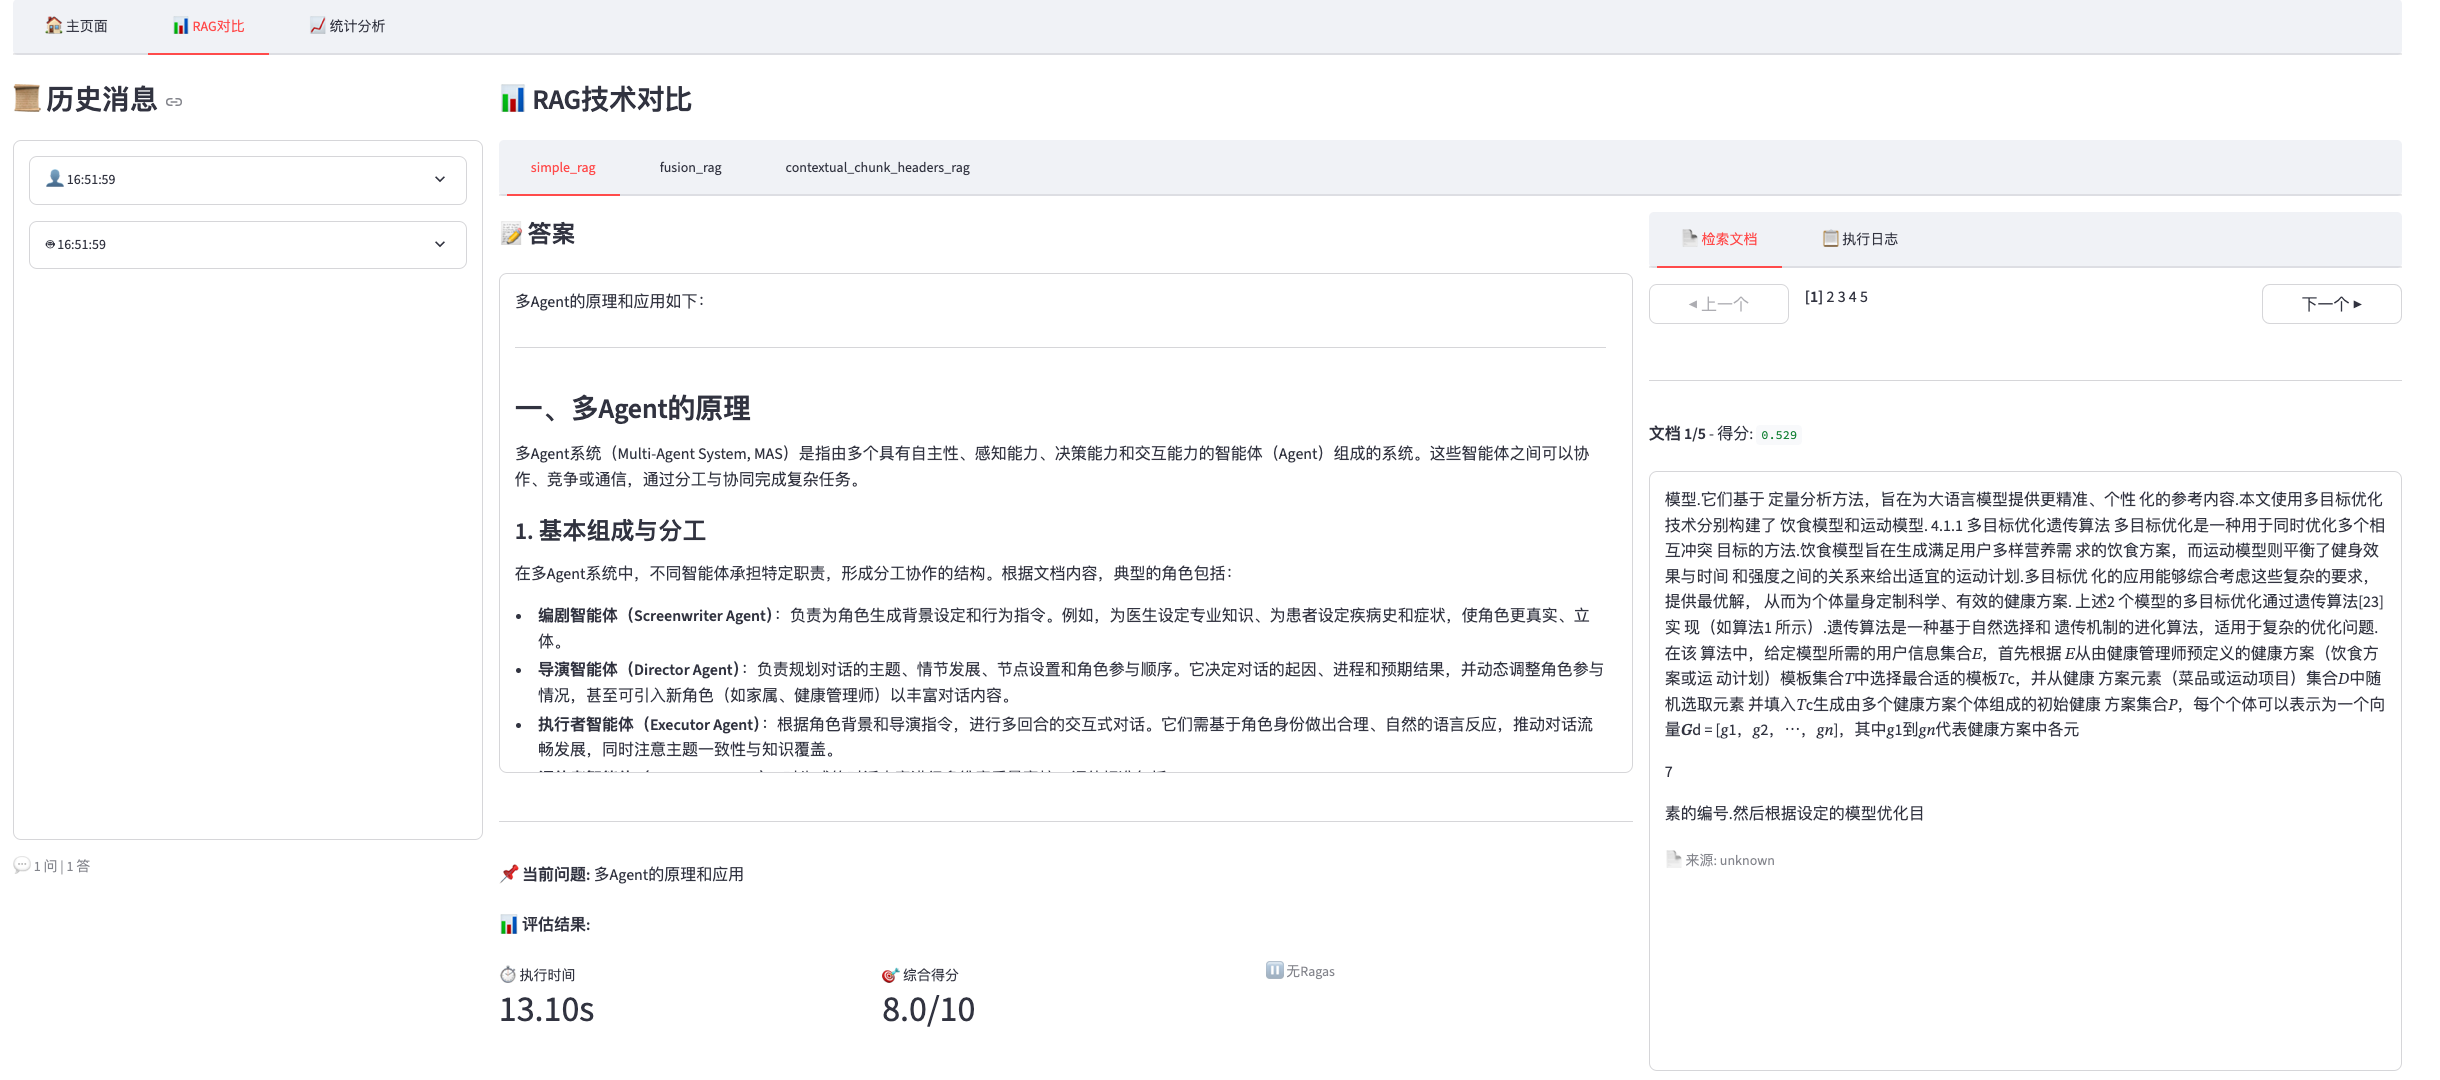 🏠 主页面
📊 RAG对比
📈 统计分析
📜 历史消息
👤 16:51:59
🤖 16:51:59
💬 1 问 | 1 答
📊 RAG技术对比
simple_rag
fusion_rag
contextual_chunk_headers_rag
📝 答案
多Agent的原理和应用如下：
一、多Agent的原理
多Agent系统（Multi-Agent System, MAS）是指由多个具有自主性、感知能力、决策能力和交互能力的智能体（Agent）组成的系统。这些智能体之间可以协
作、竞争或通信，通过分工与协同完成复杂任务。
1. 基本组成与分工
在多Agent系统中，不同智能体承担特定职责，形成分工协作的结构。根据文档内容，典型的角色包括：
• 编剧智能体（Screenwriter Agent）：负责为角色生成背景设定和行为指令。例如，为医生设定专业知识、为患者设定疾病史和症状，使角色更真实、立
体。
• 导演智能体（Director Agent）：负责规划对话的主题、情节发展、节点设置和角色参与顺序。它决定对话的起因、进程和预期结果，并动态调整角色参与
情况，甚至可引入新角色（如家属、健康管理师）以丰富对话内容。
• 执行者智能体（Executor Agent）：根据角色背景和导演指令，进行多回合的交互式对话。它们需基于角色身份做出合理、自然的语言反应，推动对话流
畅发展，同时注意主题一致性与知识覆盖。
📌 当前问题: 多Agent的原理和应用
📊 评估结果:
⏱️ 执行时间
13.10s
🎯 综合得分
8.0/10
⏸️ 无Ragas
📄 检索文档
📋 执行日志
◂ 上一个
[1] 2 3 4 5
下一个 ▸
文档 1/5 - 得分: 0.529
模型.它们基于 定量分析方法，旨在为大语言模型提供更精准、个性 化的参考内容.本文使用多目标优化
技术分别构建了 饮食模型和运动模型. 4.1.1 多目标优化遗传算法 多目标优化是一种用于同时优化多个相
互冲突 目标的方法.饮食模型旨在生成满足用户多样营养需 求的饮食方案，而运动模型则平衡了健身效
果与时间 和强度之间的关系来给出适宜的运动计划.多目标优 化的应用能够综合考虑这些复杂的要求，
提供最优解， 从而为个体量身定制科学、有效的健康方案. 上述2 个模型的多目标优化通过遗传算法[23]
实 现（如算法1 所示）.遗传算法是一种基于自然选择和 遗传机制的进化算法，适用于复杂的优化问题.
在该 算法中，给定模型所需的用户信息集合E，首先根据 E从由健康管理师预定义的健康方案（饮食方
案或运 动计划）模板集合T中选择最合适的模板Tc，并从健康 方案元素（菜品或运动项目）集合D中随
机选取元素 并填入Tc生成由多个健康方案个体组成的初始健康 方案集合P，每个个体可以表示为一个向
量Gd = [g1，g2，⋯，gn]，其中g1到gn代表健康方案中各元
7
素的编号.然后根据设定的模型优化目
📄 来源: unknown